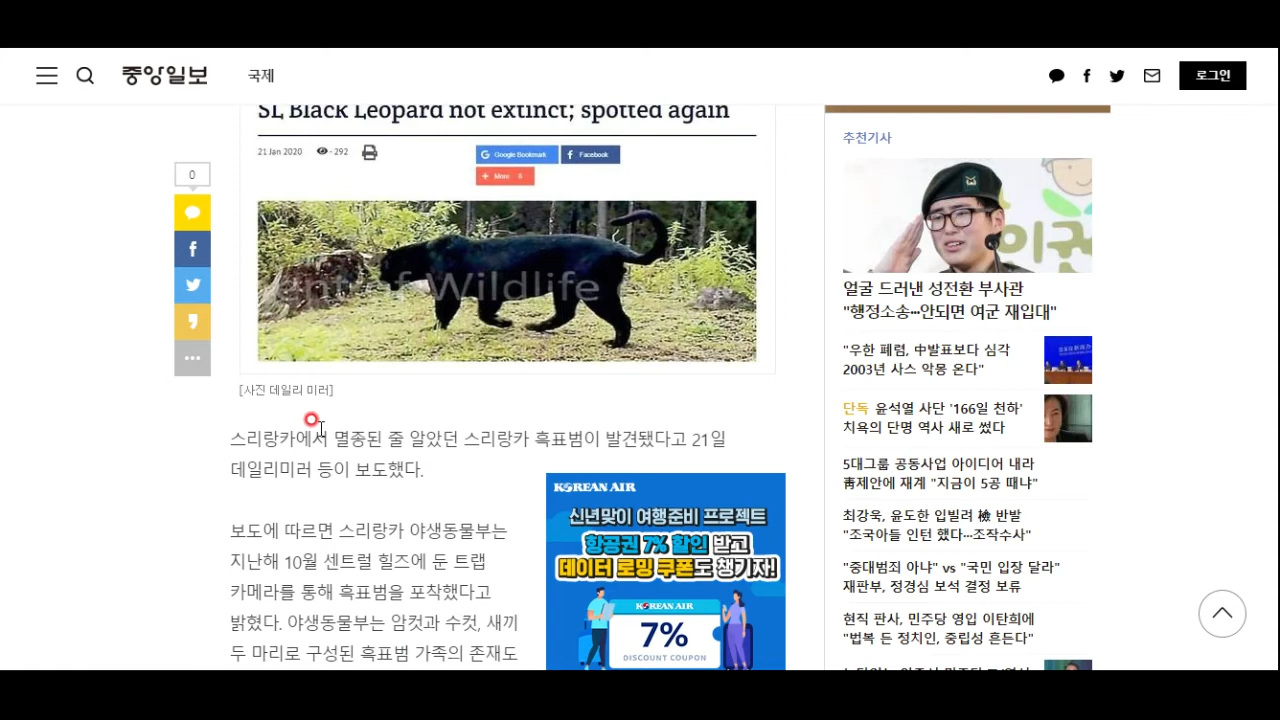 중앙일보
국제
로그인
SL Black Leopard not extinct; spotted again
21 Jan 2020
- 292
Google Bookmark
Facebook
More 6
0
of Wildlife
[사진 데일리 미러]
스리랑카에서 멸종된 줄 알았던 스리랑카 흑표범이 발견됐다고 21일
데일리미러 등이 보도했다.
보도에 따르면 스리랑카 야생동물부는
지난해 10월 센트럴 힐즈에 둔 트랩
카메라를 통해 흑표범을 포착했다고
밝혔다. 야생동물부는 암컷과 수컷, 새끼
두 마리로 구성된 흑표범 가족의 존재도
KOREAN AIR
신년맞이 여행준비 프로젝트
항공권 7% 할인 받고
데이터 로밍 쿠폰도 챙기자!
KOREAN AIR
7%
DISCOUNT COUPON
추천기사
이권
얼굴 드러낸 성전환 부사관
"행정소송…안되면 여군 재입대"
"우한 폐렴, 中발표보다 심각
2003년 사스 악몽 온다"
단독 윤석열 사단 '166일 천하'
치욕의 단명 역사 새로 썼다
5대그룹 공동사업 아이디어 내라
靑제안에 재계 "지금이 5공 때냐"
최강욱, 윤도한 입빌려 檢 반발
"조국아들 인턴 했다…조작수사"
"중대범죄 아냐" vs "국민 입장 달라"
재판부, 정경심 보석 결정 보류
현직 판사, 민주당 영입 이탄희에
"법복 든 정치인, 중립성 흔든다"